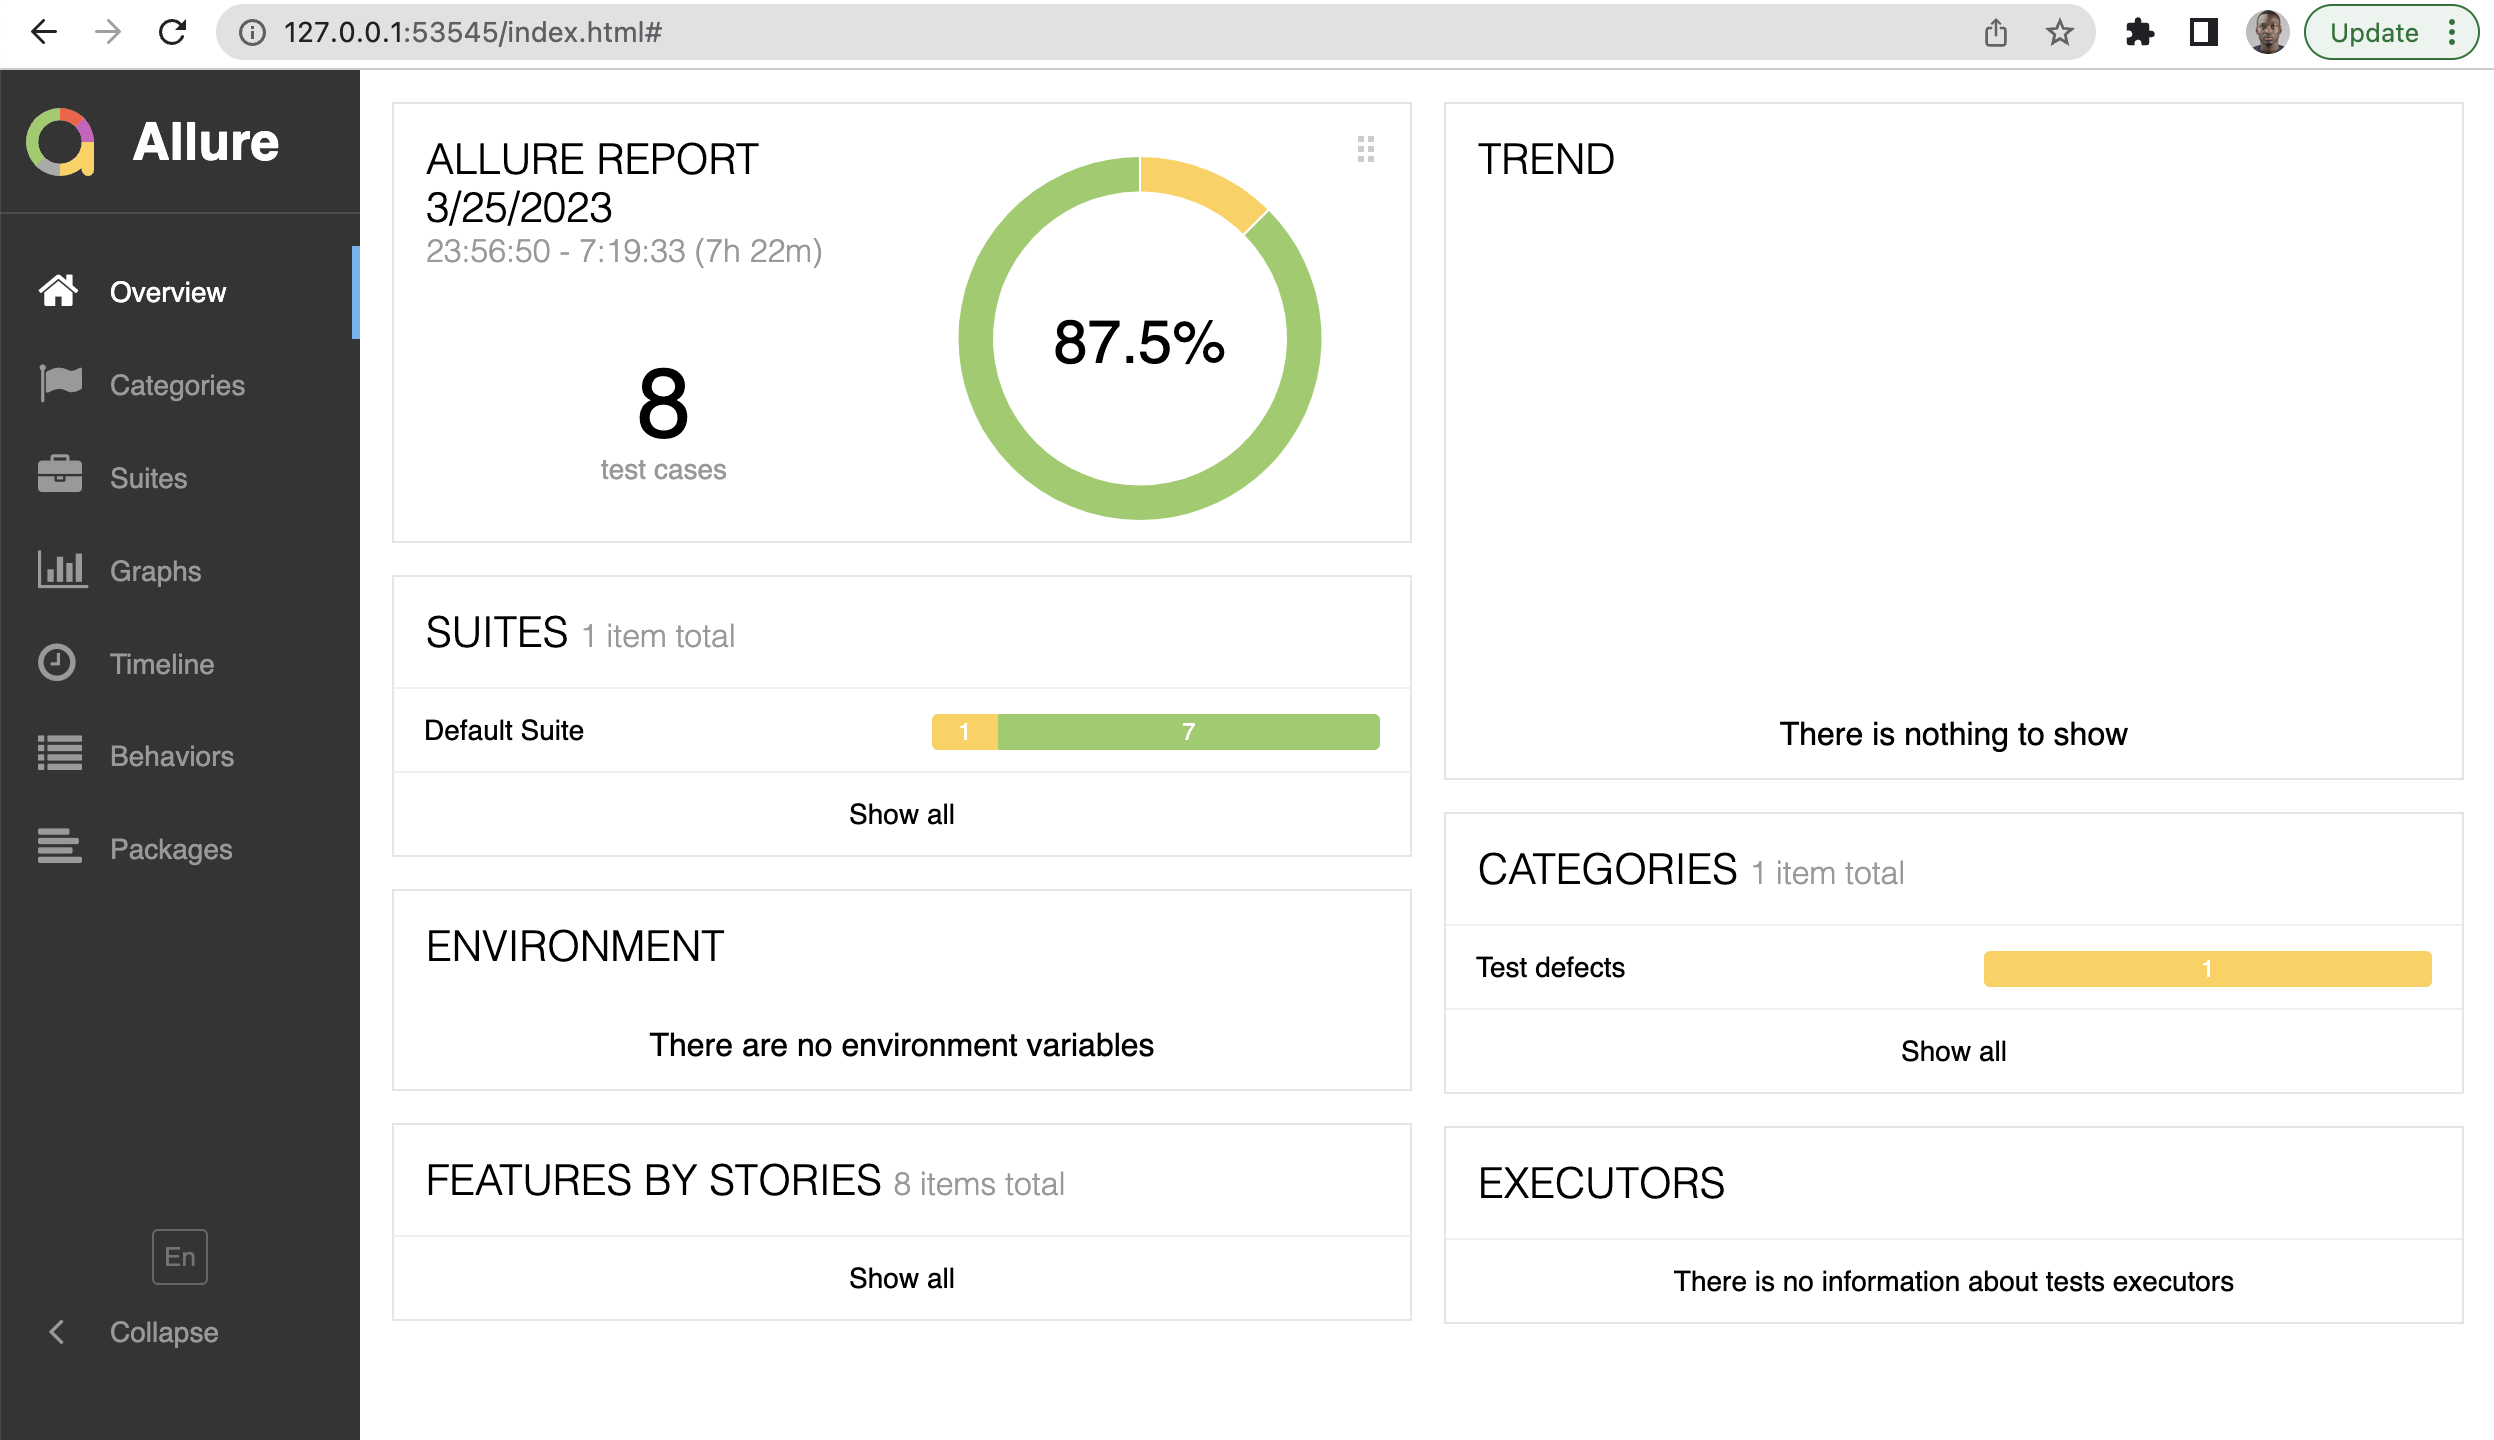 127.0.0.1:53545/index.html#
Update
Allure
Overview
Categories
Suites
Graphs
Timeline
Behaviors
Packages
En
Collapse
ALLURE REPORT
3/25/2023
23:56:50 - 7:19:33 (7h 22m)
8
test cases
87.5%
SUITES 1 item total
Default Suite 1 7
Show all
ENVIRONMENT
There are no environment variables
FEATURES BY STORIES 8 items total
Show all
TREND
There is nothing to show
CATEGORIES 1 item total
Test defects 1
Show all
EXECUTORS
There is no information about tests executors